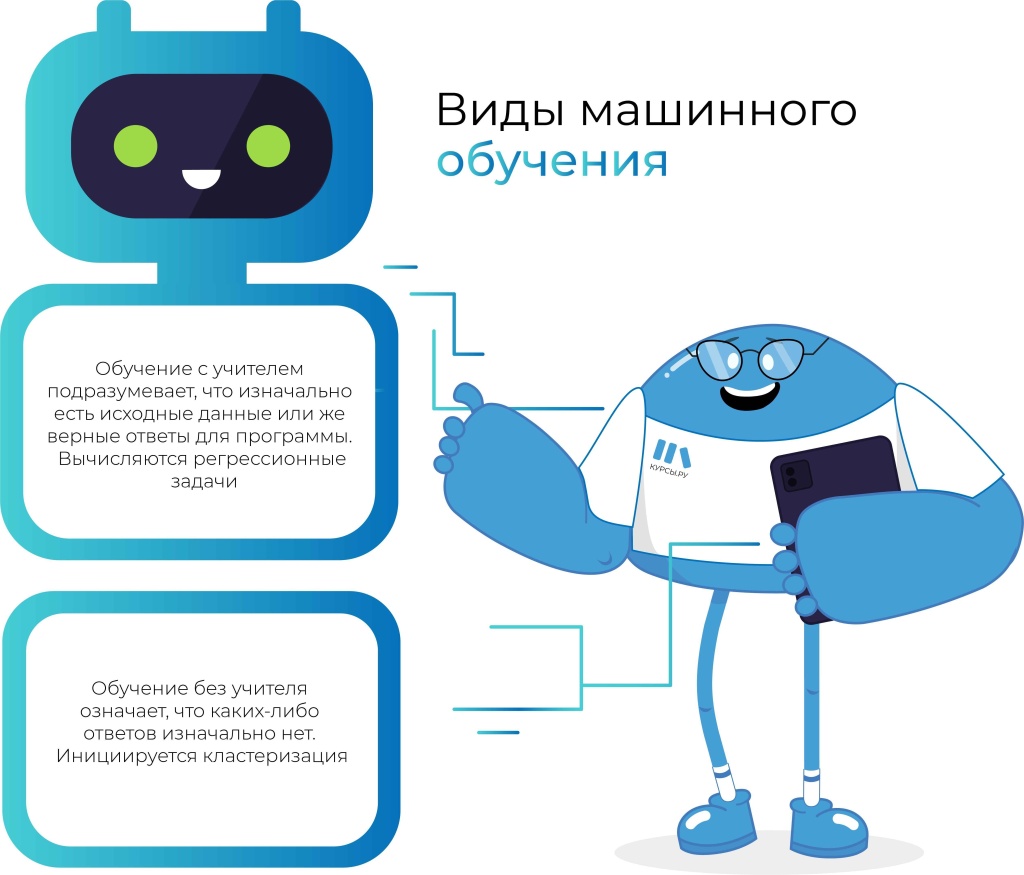 Виды машинного
обучения
Обучение с учителем
подразумевает, что изначально
есть исходные данные или же
верные ответы для программы.
Вычисляются регрессионные
задачи
КУРСЫ.РУ
Обучение без учителя
означает, что каких-либо
ответов изначально нет.
Инициируется кластеризация